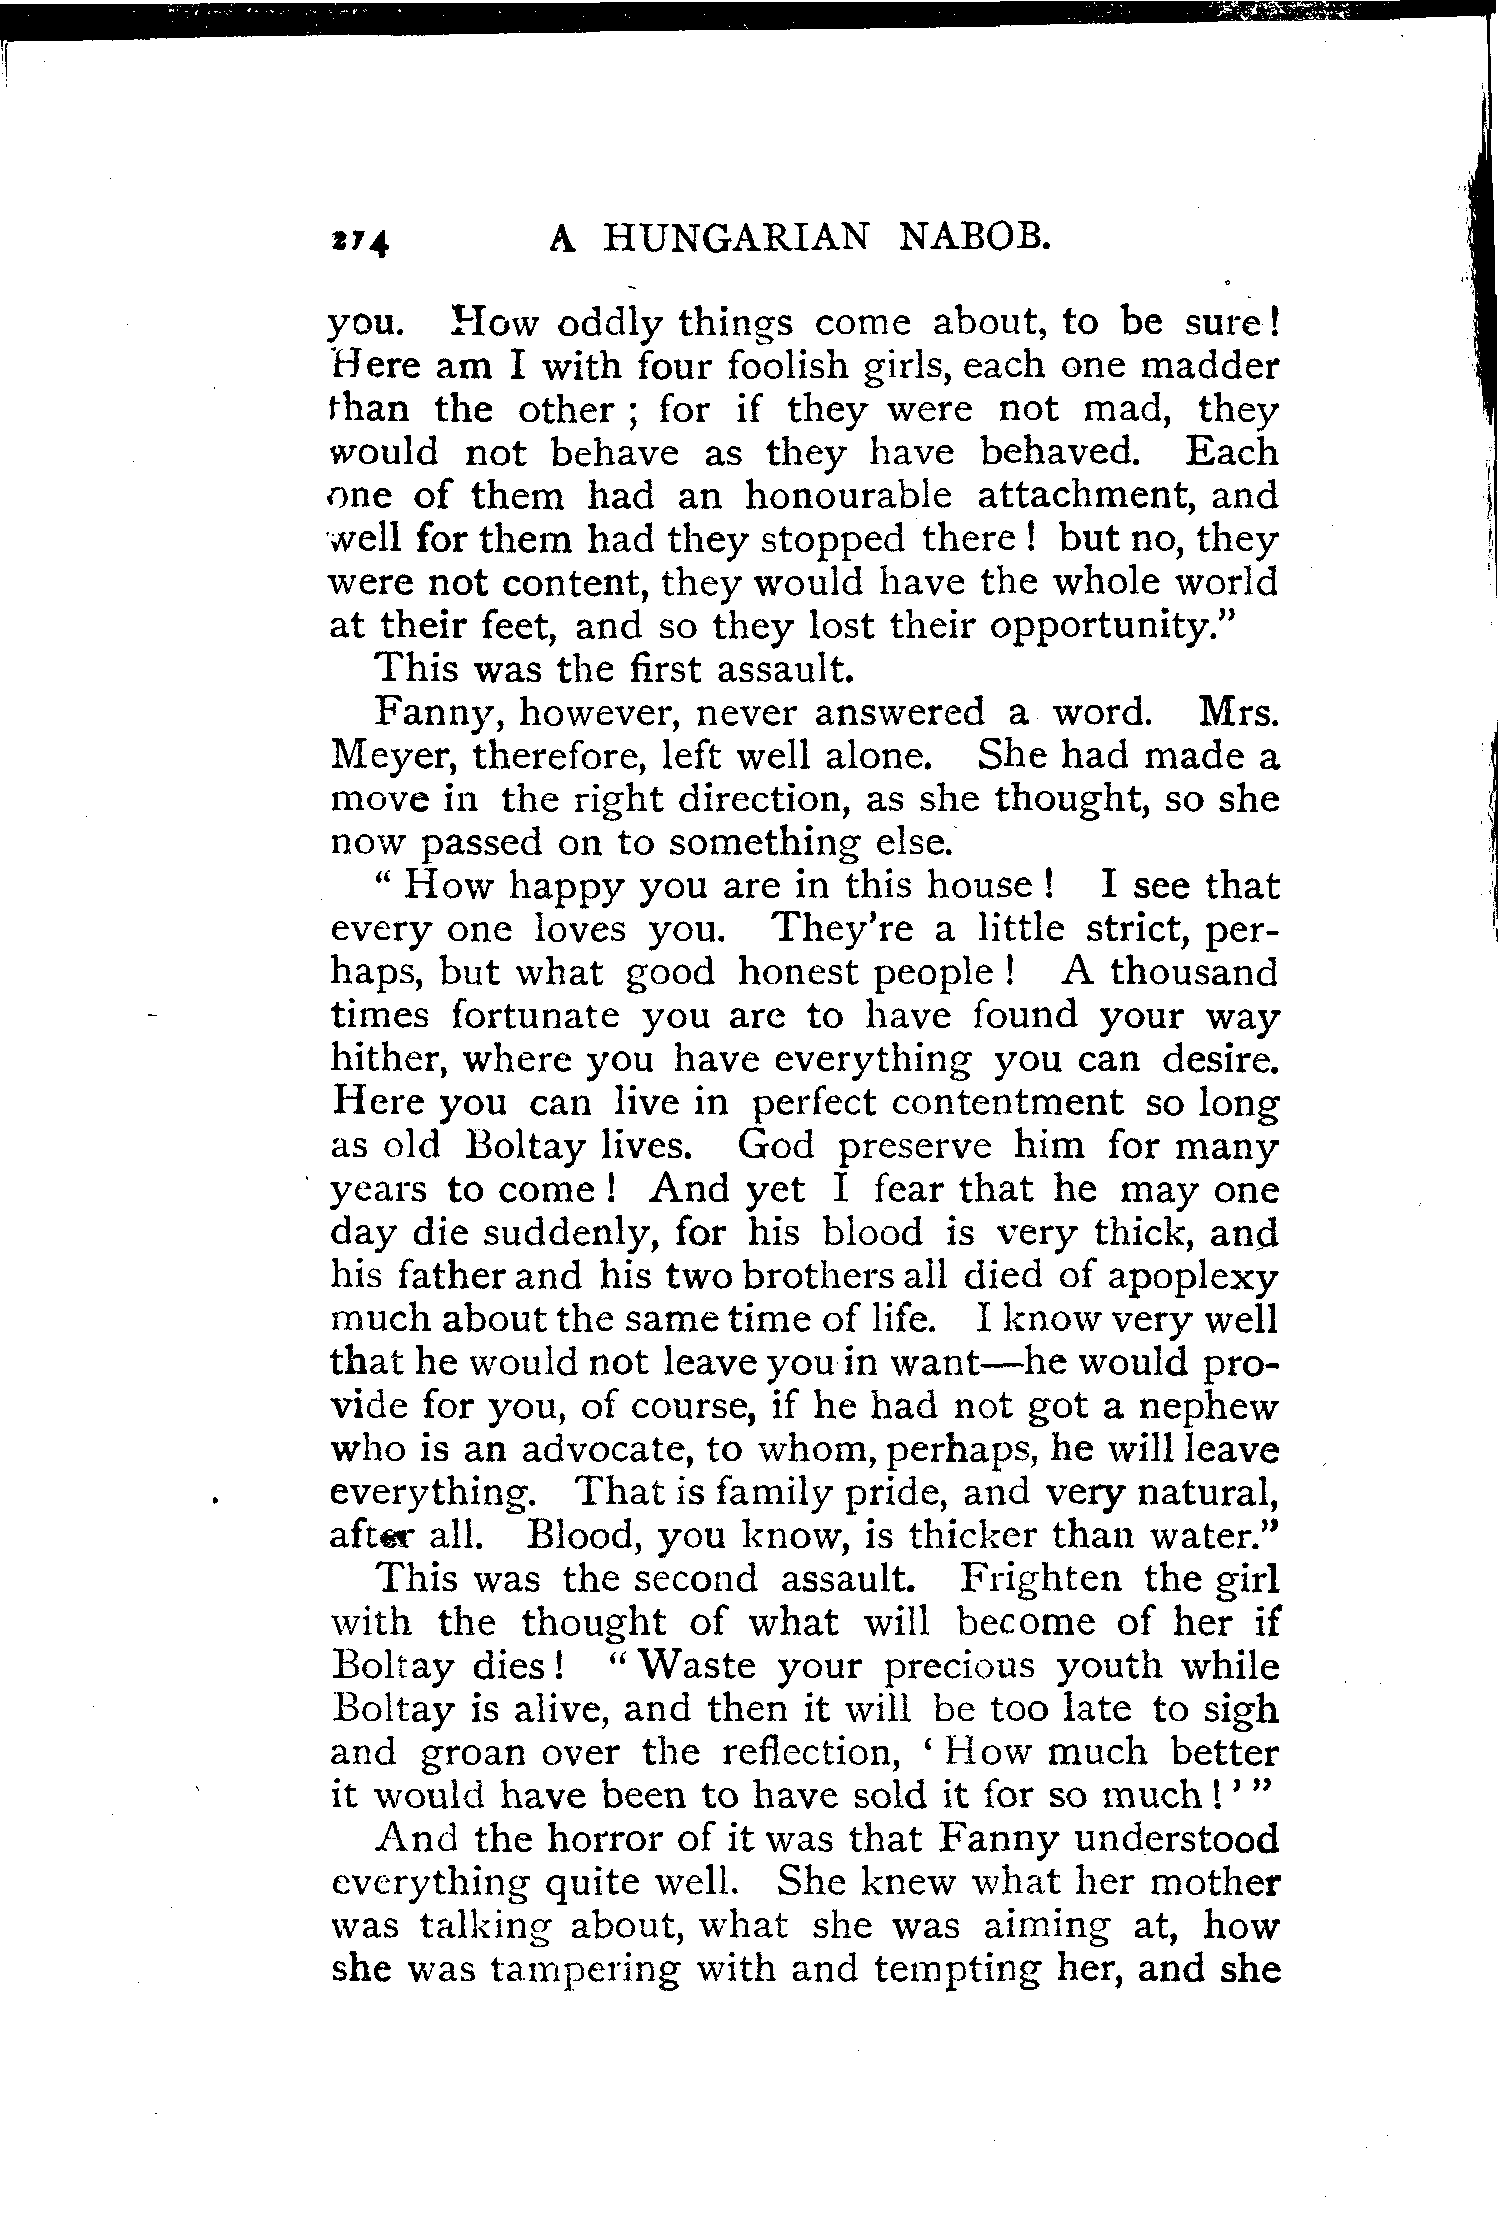 274 A HUNGARIAN NABOB.
you. How oddly things come about, to be sure!
Here am I with four foolish girls, each one madder
than the other; for if they were not mad, they
would not behave as they have behaved. Each
one of them had an honourable attachment, and
well for them had they stopped there! but no, they
were not content, they would have the whole world
at their feet, and so they lost their opportunity.”
This was the first assault.
Fanny, however, never answered a word. Mrs.
Meyer, therefore, left well alone. She had made a
move in the right direction, as she thought, so she
now passed on to something else.
“How happy you are in this house! I see that
every one loves you. They're a little strict, per-
haps, but what good honest people! A thousand
times fortunate you are to have found your way
hither, where you have everything you can desire.
Here you can live in perfect contentment so long
as old Boltay lives. God preserve him for many
years to come! And yet I fear that he may one
day die suddenly, for his blood is very thick, and
his father and his two brothers all died of apoplexy
much about the same time of life. I know very well
that he would not leave you in want—he would pro-
vide for you, of course, if he had not got a nephew
who is an advocate, to whom, perhaps, he will leave
everything. That is family pride, and very natural,
after all. Blood, you know, is thicker than water.”
This was the second assault. Frighten the girl
with the thought of what will become of her if
Boltay dies! “Waste your precious youth while
Boltay is alive, and then it will be too late to sigh
and groan over the reflection, ‘How much better
it would have been to have sold it for so much!’”
And the horror of it was that Fanny understood
everything quite well. She knew what her mother
was talking about, what she was aiming at, how
she was tampering with and tempting her, and she